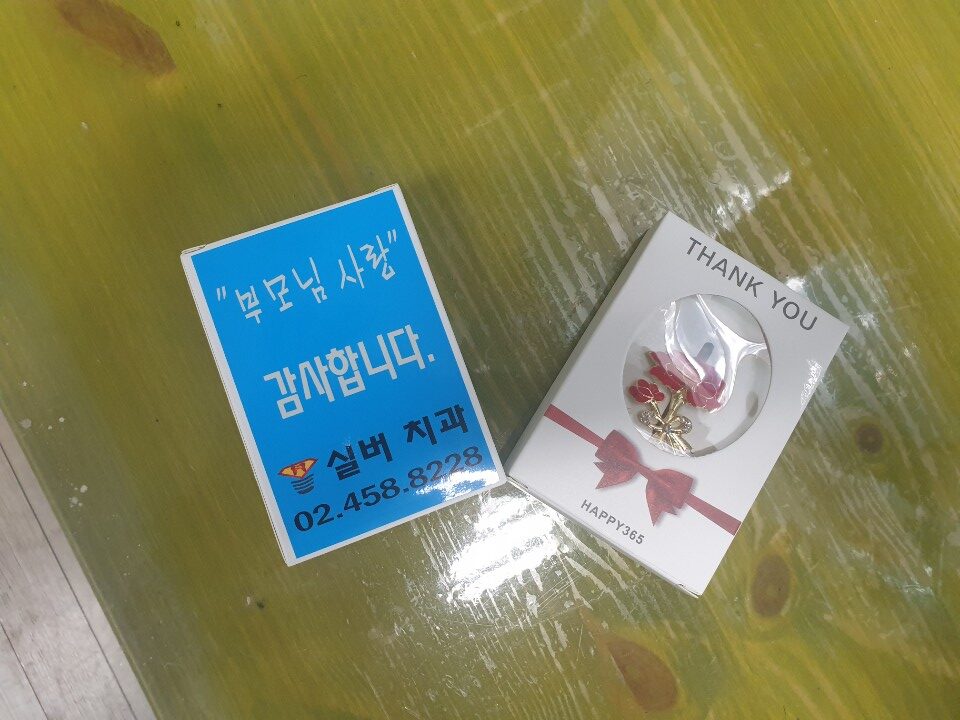 "부모님 사랑"
감사합니다.
실버 치과
02.458.8228
THANK YOU
HAPPY365